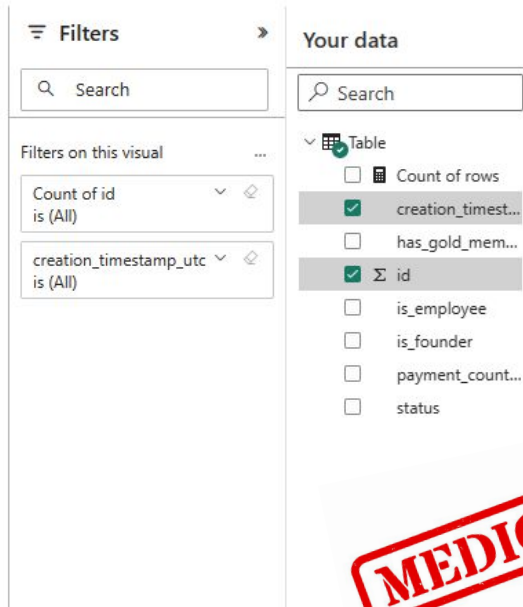 Filters
Search
Filters on this visual
...
Count of id
is (All)
creation_timestamp_utc
is (All)
Your data
Search
Table
Count of rows
creation_timest...
has_gold_mem...
Σ id
is_employee
is_founder
payment_count...
status